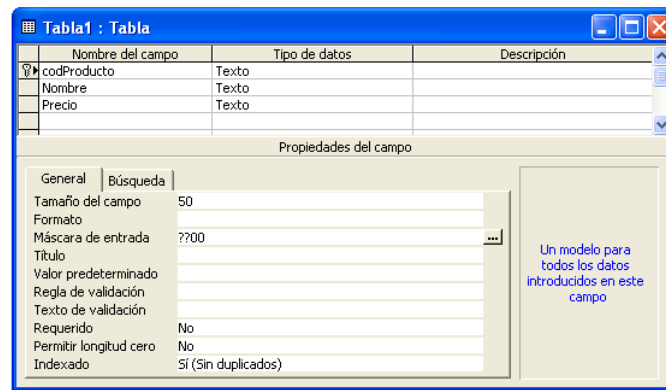 Tabla1 : Tabla
Nombre del campo Tipo de datos Descripción
codProducto Texto
Nombre Texto
Precio Texto
Propiedades del campo
General Búsqueda
Tamaño del campo 50
Formato
Máscara de entrada ??00 ...
Título
Valor predeterminado
Regla de validación
Texto de validación
Requerido No
Permitir longitud cero No
Indexado Sí (Sin duplicados)
Un modelo para
todos los datos
introducidos en este
campo